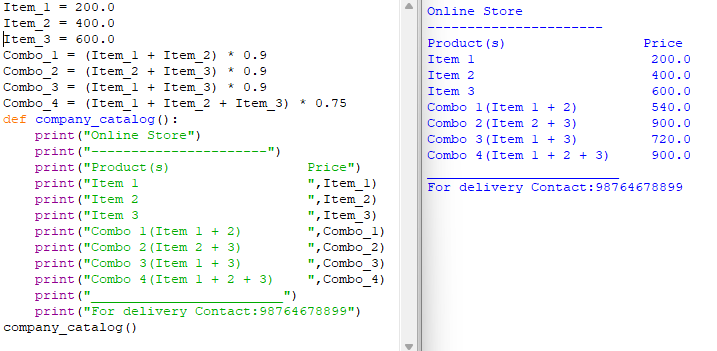 Item_1 = 200.0
Item_2 = 400.0
Item_3 = 600.0
Combo_1 = (Item_1 + Item_2) * 0.9
Combo_2 = (Item_2 + Item_3) * 0.9
Combo_3 = (Item_1 + Item_3) * 0.9
Combo_4 = (Item_1 + Item_2 + Item_3) * 0.75
def company_catalog():
    print("Online Store")
    print("----------------------")
    print("Product(s)                  Price")
    print("Item 1                      ",Item_1)
    print("Item 2                      ",Item_2)
    print("Item 3                      ",Item_3)
    print("Combo 1(Item 1 + 2)         ",Combo_1)
    print("Combo 2(Item 2 + 3)         ",Combo_2)
    print("Combo 3(Item 1 + 3)         ",Combo_3)
    print("Combo 4(Item 1 + 2 + 3)     ",Combo_4)
    print("________________________")
    print("For delivery Contact:98764678899")
company_catalog()
Online Store
----------------------
Product(s)                  Price
Item 1                       200.0
Item 2                       400.0
Item 3                       600.0
Combo 1(Item 1 + 2)          540.0
Combo 2(Item 2 + 3)          900.0
Combo 3(Item 1 + 3)          720.0
Combo 4(Item 1 + 2 + 3)      900.0
________________________
For delivery Contact:98764678899